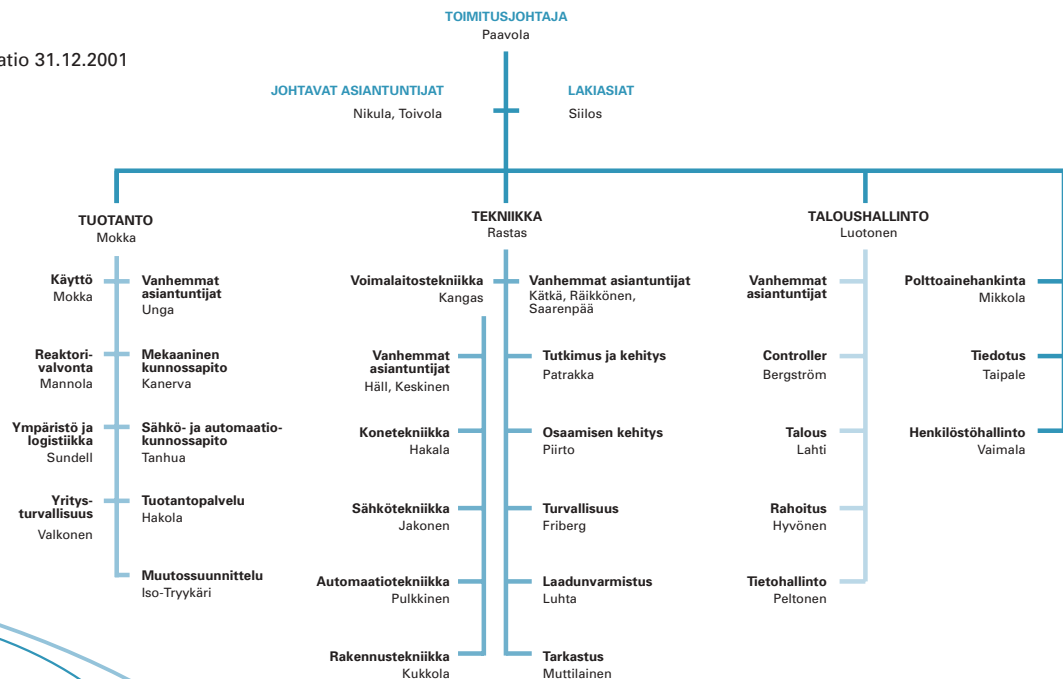 TOIMITUSJOHTAJA
Paavola
atio 31.12.2001
JOHTAVAT ASIANTUNTIJAT
Nikula, Toivola
LAKIASIAT
Siilos
TUOTANTO
Mokka
Käyttö
Mokka
Vanhemmat
asiantuntijat
Unga
Reaktori-
valvonta
Mannola
Mekaaninen
kunnossapito
Kanerva
Ympäristö ja
logistiikka
Sundell
Sähkö- ja automaatio-
kunnossapito
Tanhua
Yritys-
turvallisuus
Valkonen
Tuotantopalvelu
Hakola
Muutossuunnittelu
Iso-Tryykäri
TEKNIIKKA
Rastas
Voimalaitostekniikka
Kangas
Vanhemmat asiantuntijat
Kätkä, Räikkönen,
Saarenpää
Vanhemmat
asiantuntijat
Häll, Keskinen
Tutkimus ja kehitys
Patrakka
Konetekniikka
Hakala
Osaamisen kehitys
Piirto
Sähkötekniikka
Jakonen
Turvallisuus
Friberg
Automaatiotekniikka
Pulkkinen
Laadunvarmistus
Luhta
Rakennustekniikka
Kukkola
Tarkastus
Muttilainen
TALOUSHALLINTO
Luotonen
Vanhemmat
asiantuntijat
Controller
Bergström
Talous
Lahti
Rahoitus
Hyvönen
Tietohallinto
Peltonen
Polttoainehankinta
Mikkola
Tiedotus
Taipale
Henkilöstöhallinto
Vaimala